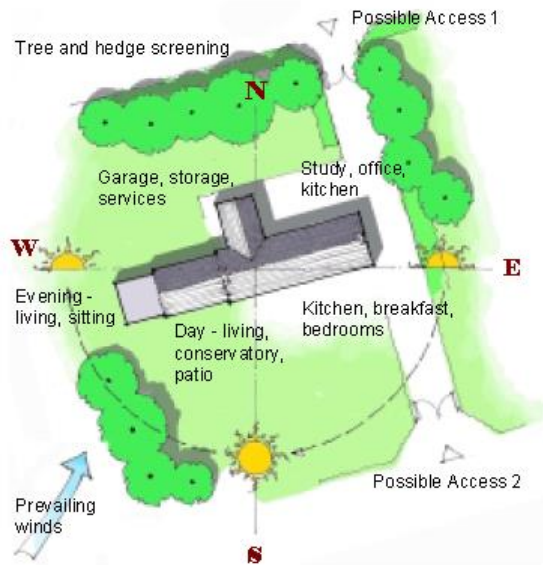 Possible Access 1
Tree and hedge screening
N
Garage, storage,
services
Study, office,
kitchen
W
E
Evening -
living, sitting
Day - living,
conservatory,
patio
Kitchen, breakfast,
bedrooms
Prevailing
winds
Possible Access 2
S